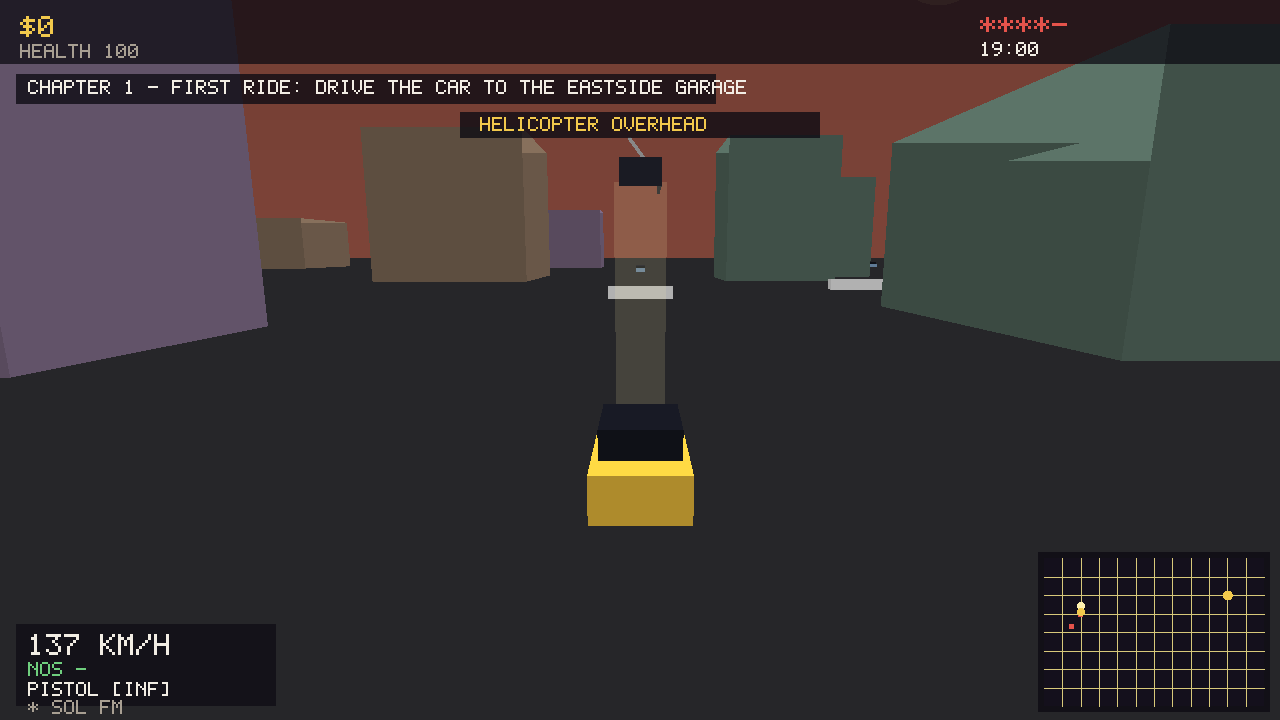 $0
HEALTH 100
****–
19:00
CHAPTER 1 – FIRST RIDE: DRIVE THE CAR TO THE EASTSIDE GARAGE
HELICOPTER OVERHEAD
137 KM/H
NOS –
PISTOL [INF]
* SOL FM